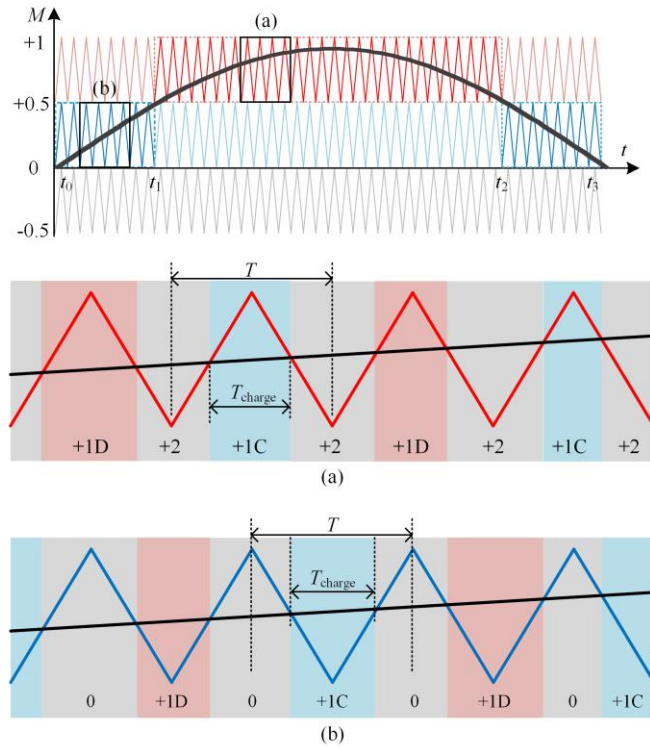 M
(a)
+1
(b)
+0.5
0
t
t0
t1
t2
t3
-0.5
T
Tcharge
+1D
+2
+1C
+2
+1D
+2
+1C
+2
(a)
T
Tcharge
0
+1D
0
+1C
0
+1D
0
+1C
(b)